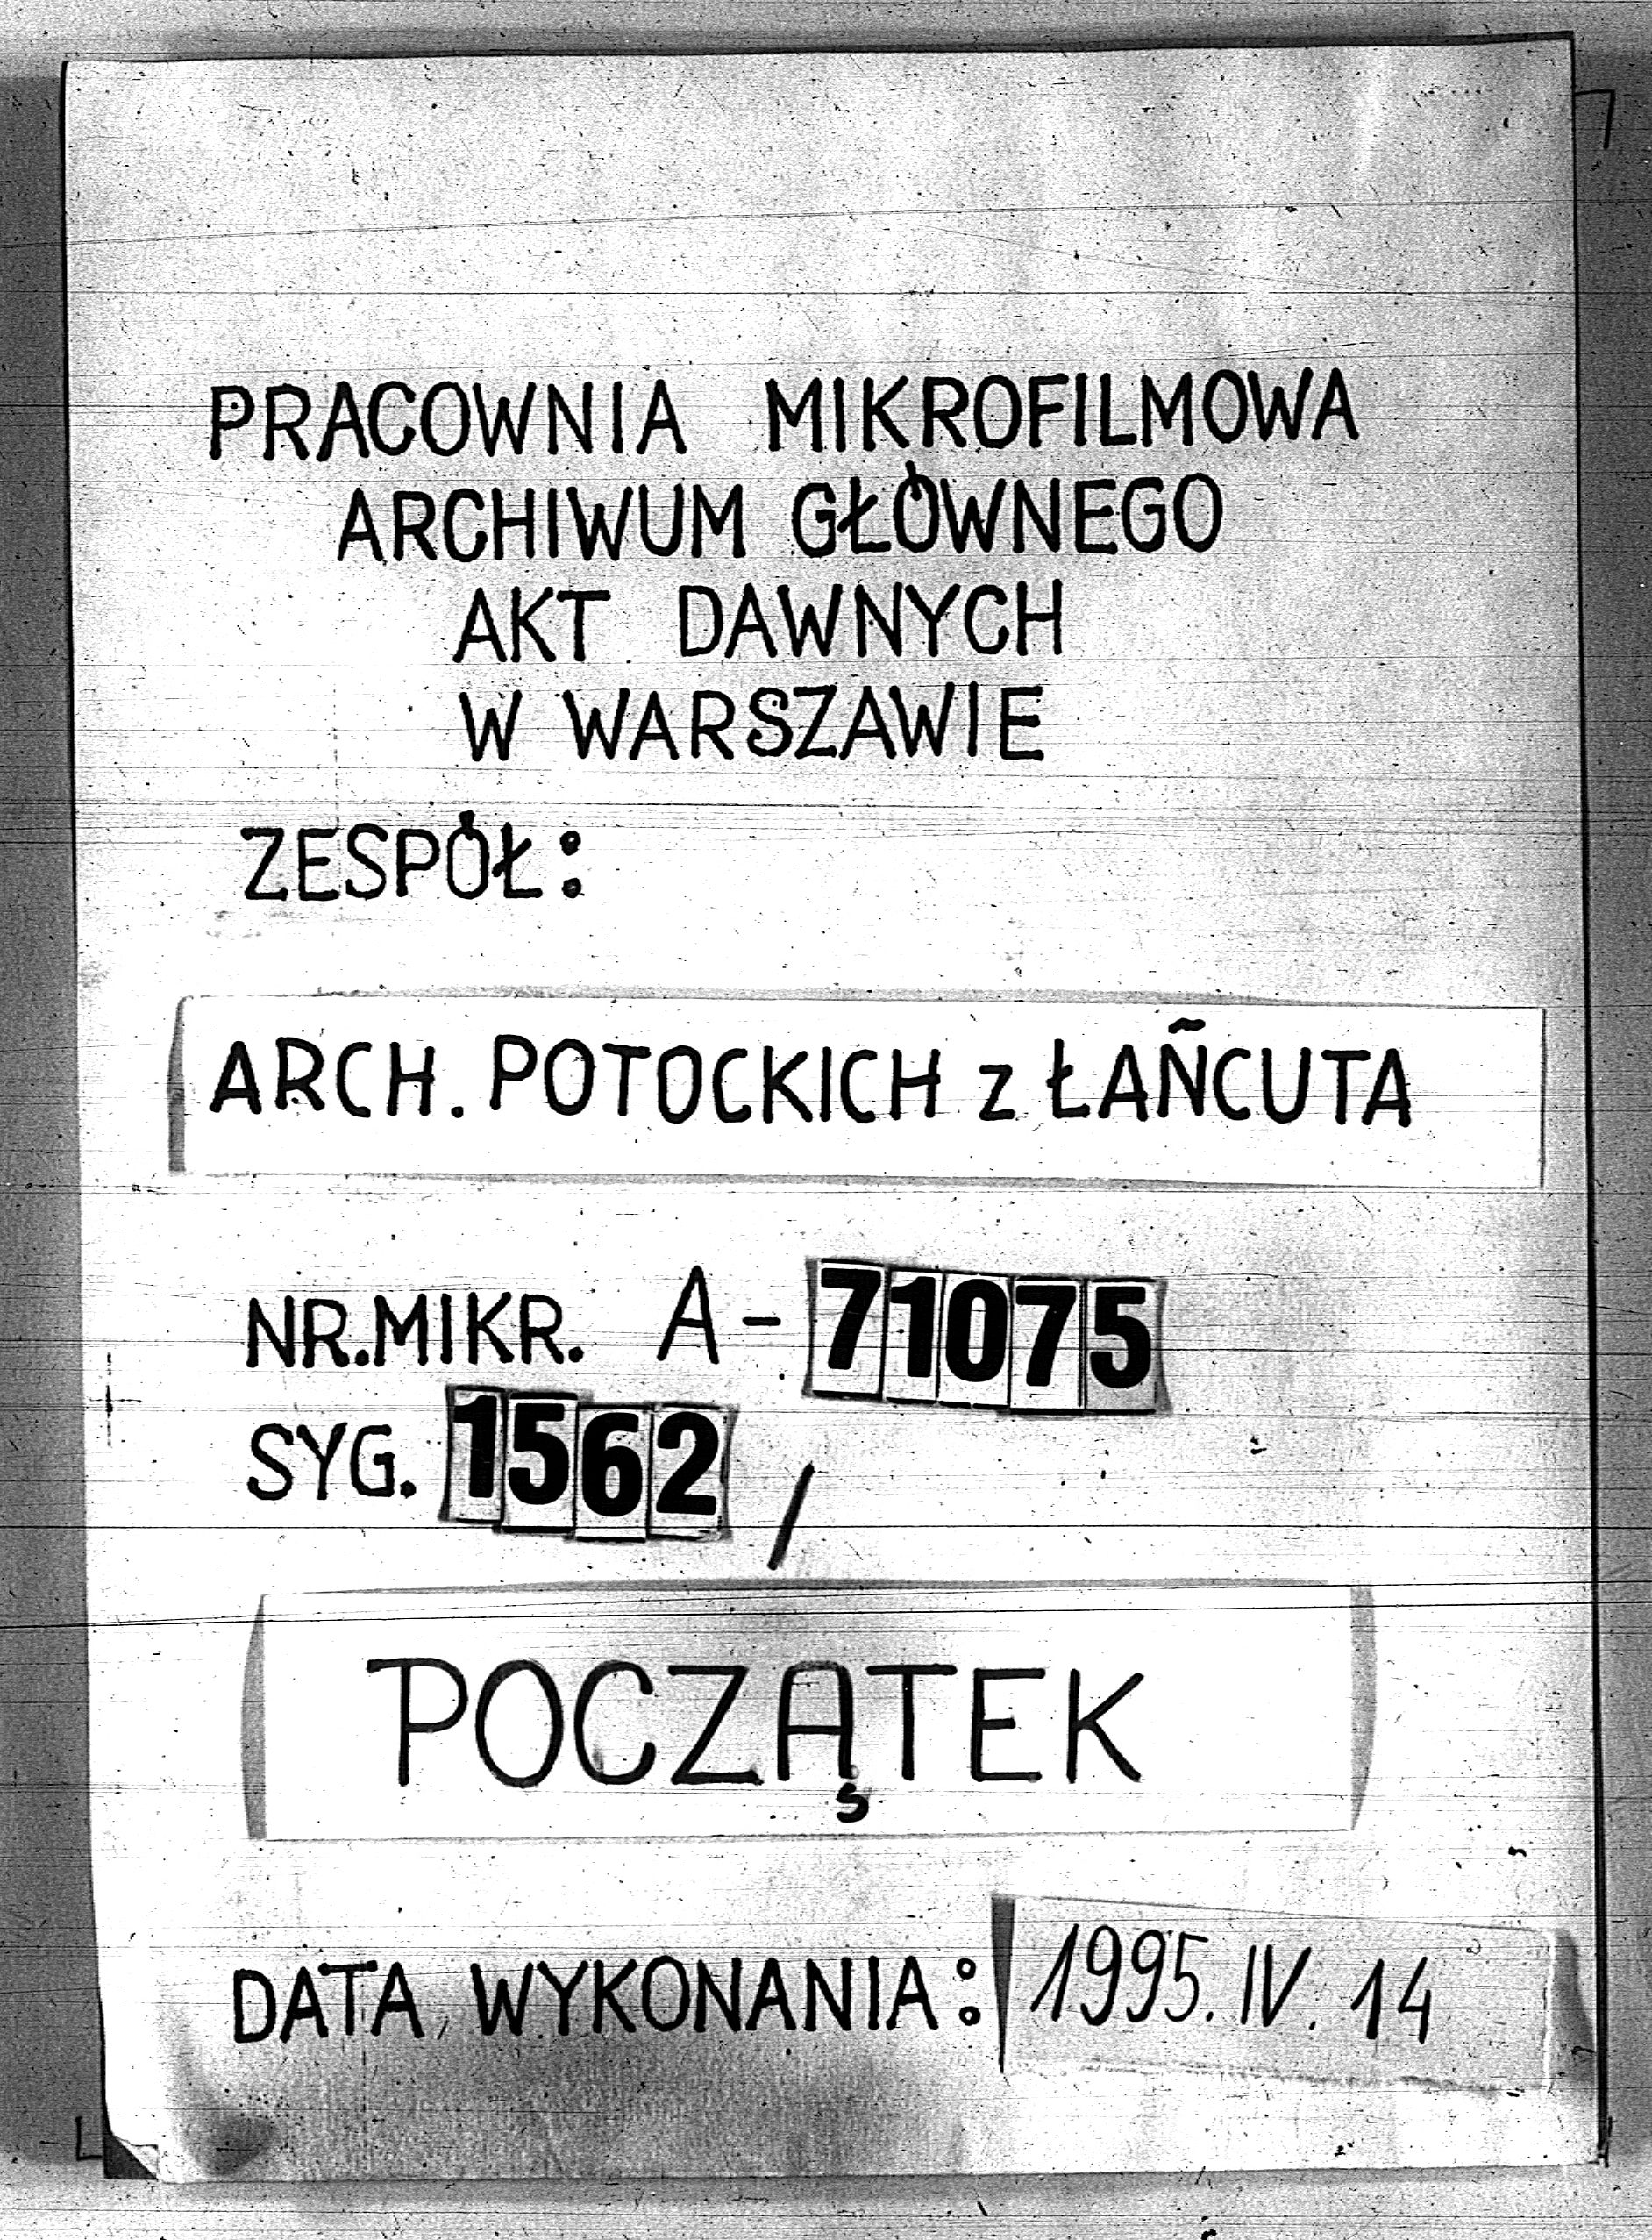 PRACOWNIA MIKROFILMOWA
ARCHIWUM GŁÓWNEGO
AKT DAWNYCH
W WARSZAWIE
ZESPÓŁ:
ARCH. POTOCKICH z ŁAŃCUTA
NR.MIKR. A-71075
SYG. 1562 /
POCZĄTEK
DATA WYKONANIA: 1995.IV.14